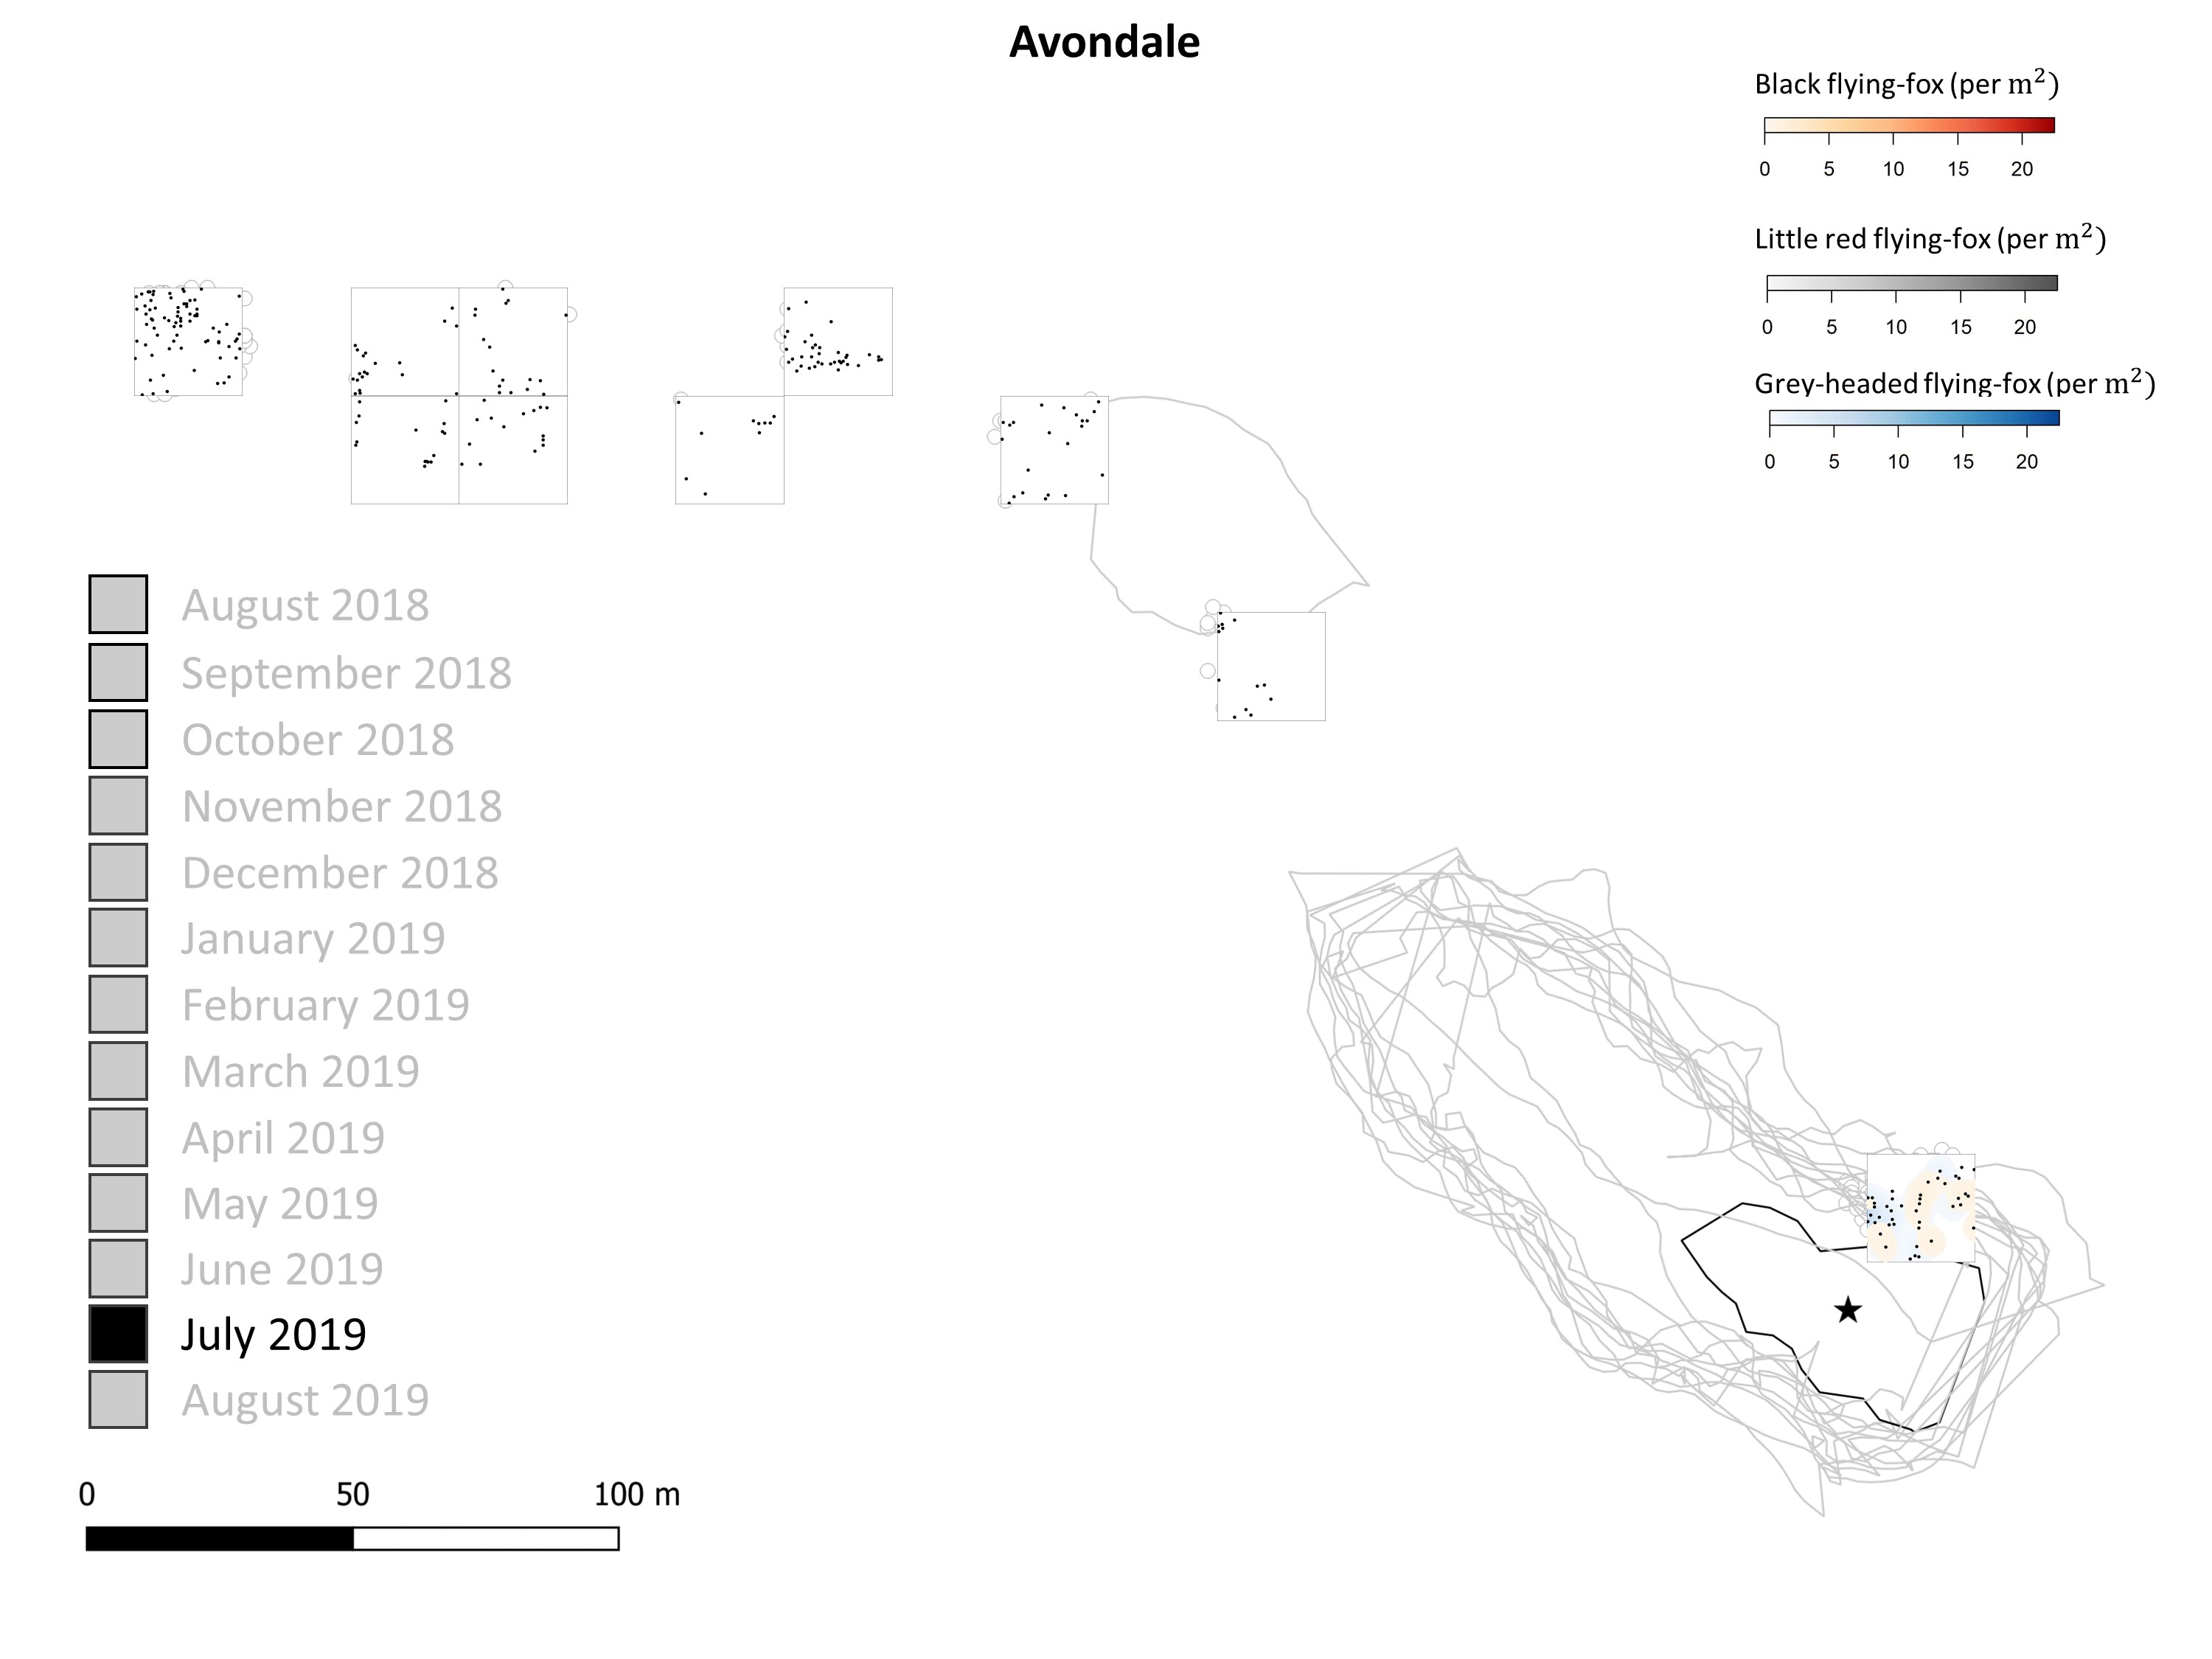 Avondale
Black flying-fox (per m²)
0 5 10 15 20
Little red flying-fox (per m²)
0 5 10 15 20
Grey-headed flying-fox (per m²)
0 5 10 15 20
August 2018
September 2018
October 2018
November 2018
December 2018
January 2019
February 2019
March 2019
April 2019
May 2019
June 2019
July 2019
August 2019
0 50 100 m